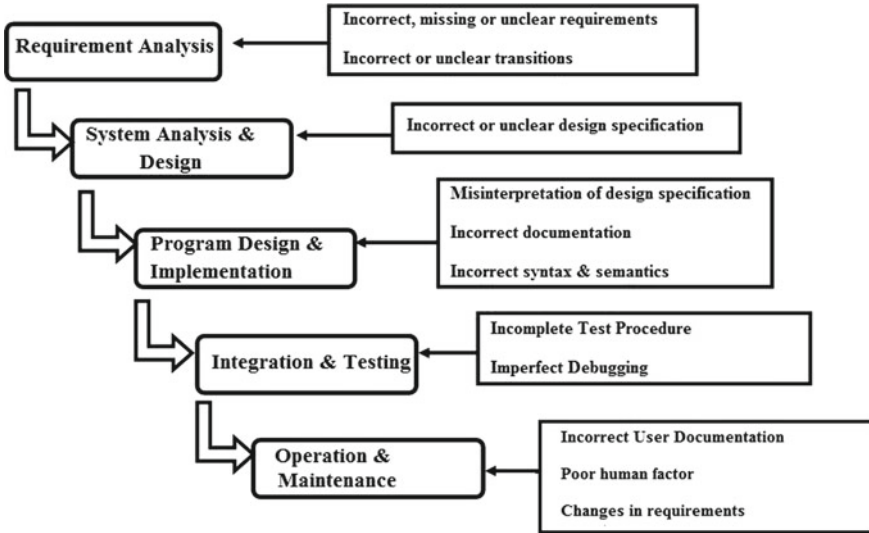 Requirement Analysis
Incorrect, missing or unclear requirements
Incorrect or unclear transitions
System Analysis &
Design
Incorrect or unclear design specification
Program Design &
Implementation
Misinterpretation of design specification
Incorrect documentation
Incorrect syntax & semantics
Integration & Testing
Incomplete Test Procedure
Imperfect Debugging
Operation &
Maintenance
Incorrect User Documentation
Poor human factor
Changes in requirements